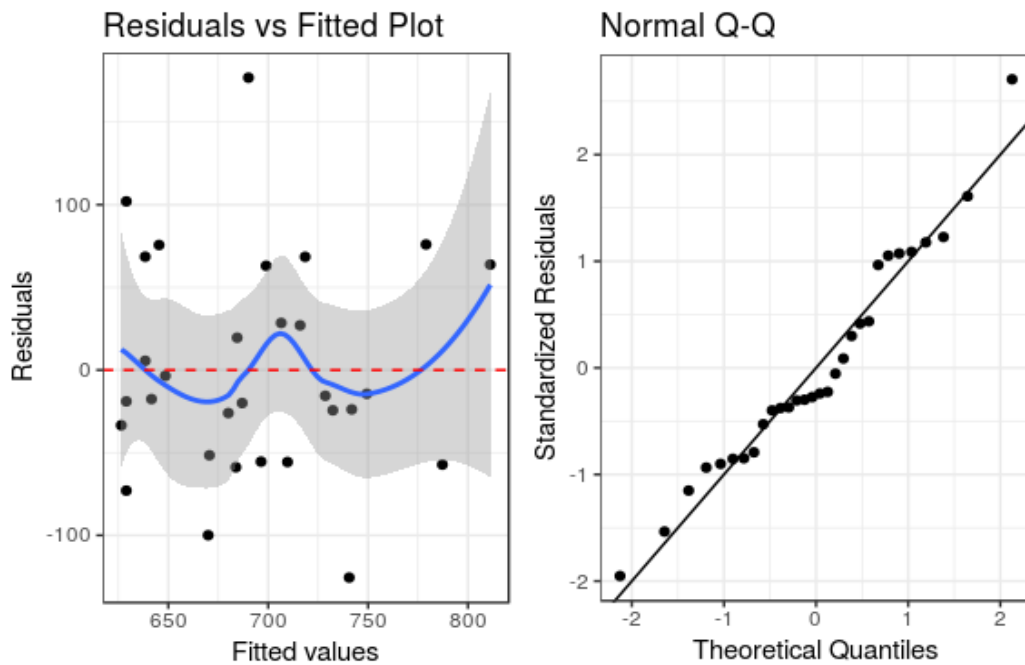 Residuals vs Fitted Plot
Residuals
100
0
-100
650
700
750
800
Fitted values
Normal Q-Q
Standardized Residuals
2
1
0
-1
-2
-2
-1
0
1
2
Theoretical Quantiles